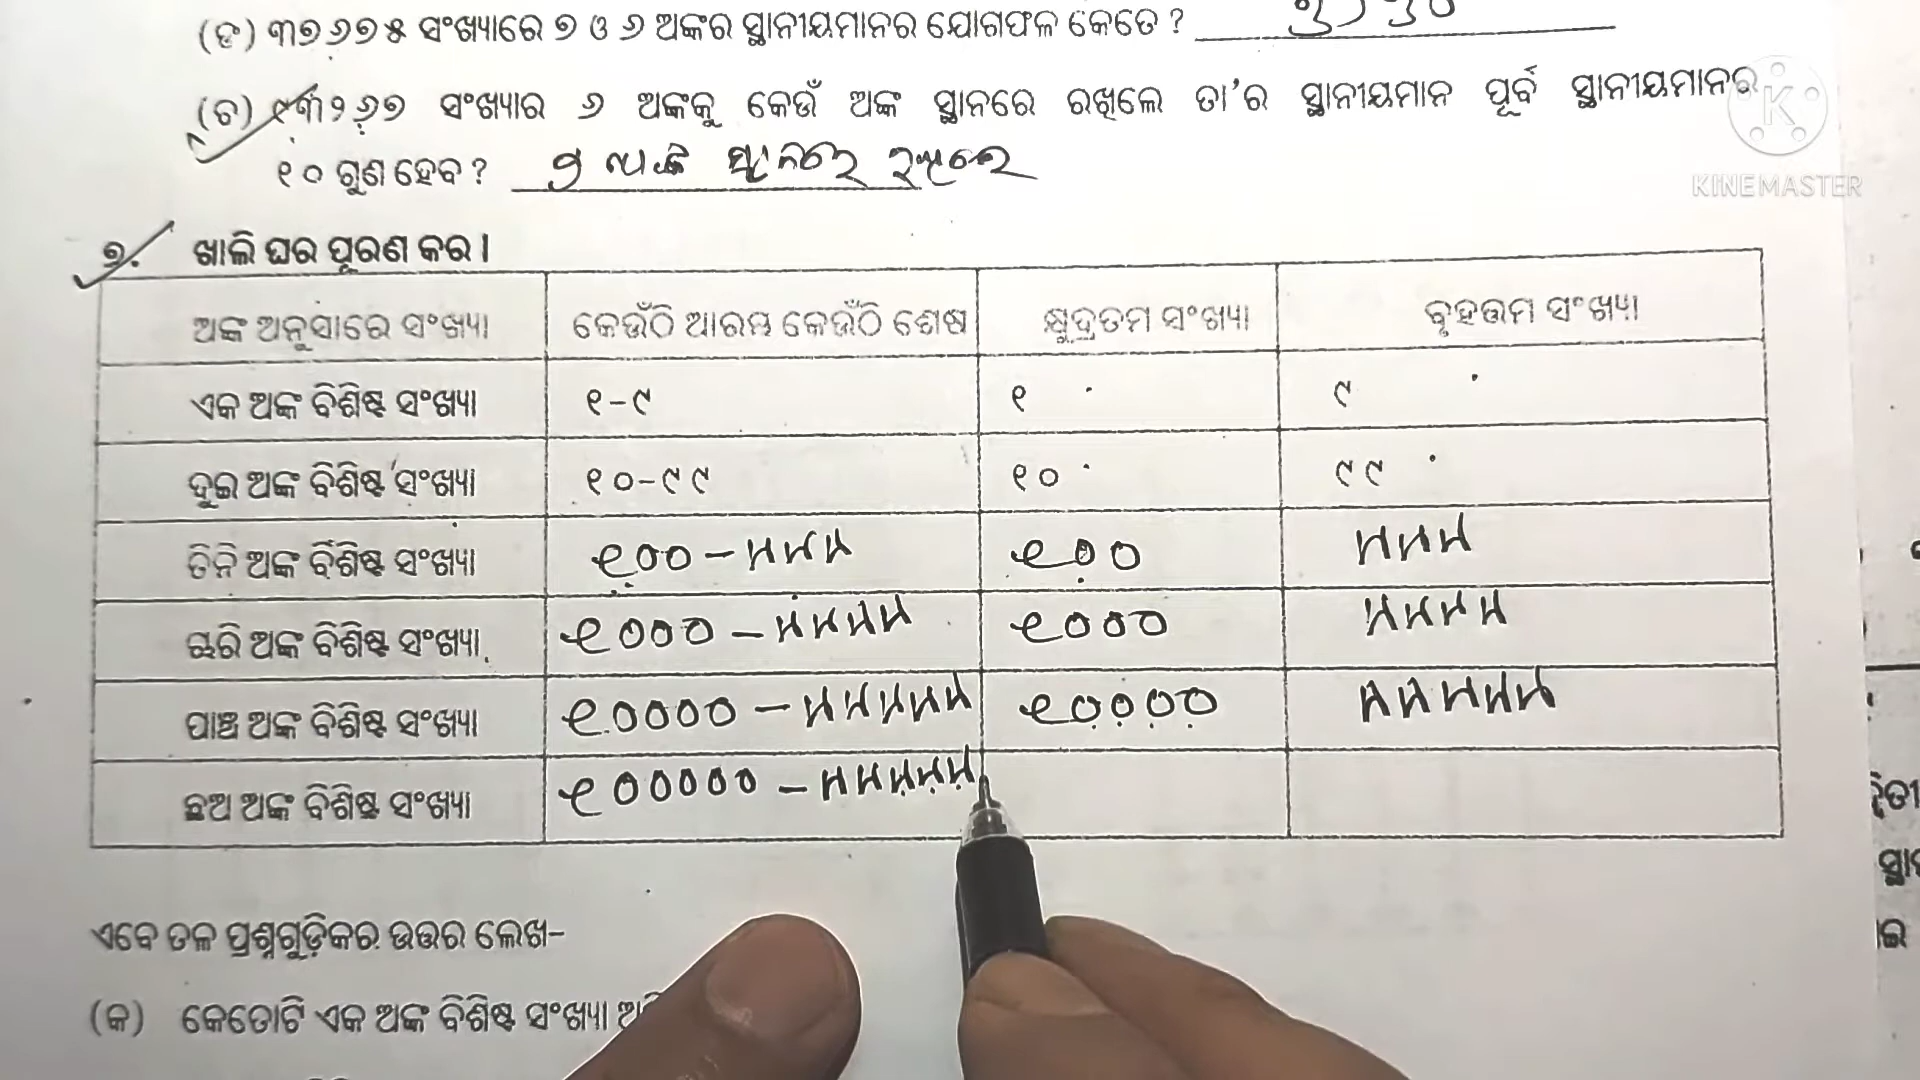 (ଙ) ୩୭୬୭୫ ସଂଖ୍ୟାରେ ୭ ଓ ୬ ଅଙ୍କର ସ୍ଥାନୀୟମାନର ଯୋଗଫଳ କେତେ ?
(ଚ) ୯୩୨୬୭ ସଂଖ୍ୟାର ୬ ଅଙ୍କକୁ କେଉଁ ଅଙ୍କ ସ୍ଥାନରେ ରଖିଲେ ତା'ର ସ୍ଥାନୀୟମାନ ପୂର୍ବ ସ୍ଥାନୀୟମାନର
୧୦ ଗୁଣ ହେବ ?
KINEMASTER
୭. ଖାଲି ଘର ପୂରଣ କର ।
ଅଙ୍କ ଅନୁସାରେ ସଂଖ୍ୟା କେଉଁଠି ଆରମ୍ଭ କେଉଁଠି ଶେଷ କ୍ଷୁଦ୍ରତମ ସଂଖ୍ୟା ବୃହତ୍ତମ ସଂଖ୍ୟା
ଏକ ଅଙ୍କ ବିଶିଷ୍ଟ ସଂଖ୍ୟା ୧-୯ ୧ ୯
ଦୁଇ ଅଙ୍କ ବିଶିଷ୍ଟ ସଂଖ୍ୟା ୧୦-୯୯ ୧୦ ୯୯
ତିନି ଅଙ୍କ ବିଶିଷ୍ଟ ସଂଖ୍ୟା ୧୦୦ - ୯୯୯ ୧୦୦ ୯୯୯
ଚାରି ଅଙ୍କ ବିଶିଷ୍ଟ ସଂଖ୍ୟା ୧୦୦୦ - ୯୯୯୯ ୧୦୦୦ ୯୯୯୯
ପାଞ୍ଚ ଅଙ୍କ ବିଶିଷ୍ଟ ସଂଖ୍ୟା ୧୦୦୦୦ - ୯୯୯୯୯ ୧୦୦୦୦ ୯୯୯୯୯
ଛଅ ଅଙ୍କ ବିଶିଷ୍ଟ ସଂଖ୍ୟା ୧୦୦୦୦୦ -
ଏବେ ତଳ ପ୍ରଶ୍ନଗୁଡ଼ିକର ଉତ୍ତର ଲେଖ-
(କ) କେତୋଟି ଏକ ଅଙ୍କ ବିଶିଷ୍ଟ ସଂଖ୍ୟା